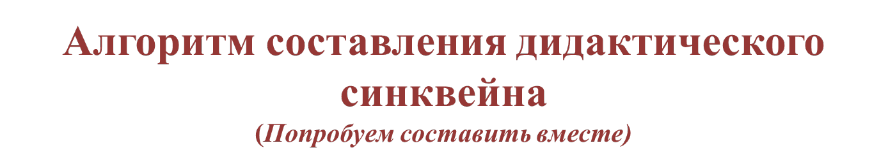 Алгоритм составления дидактического
синквейна
(Попробуем составить вместе)